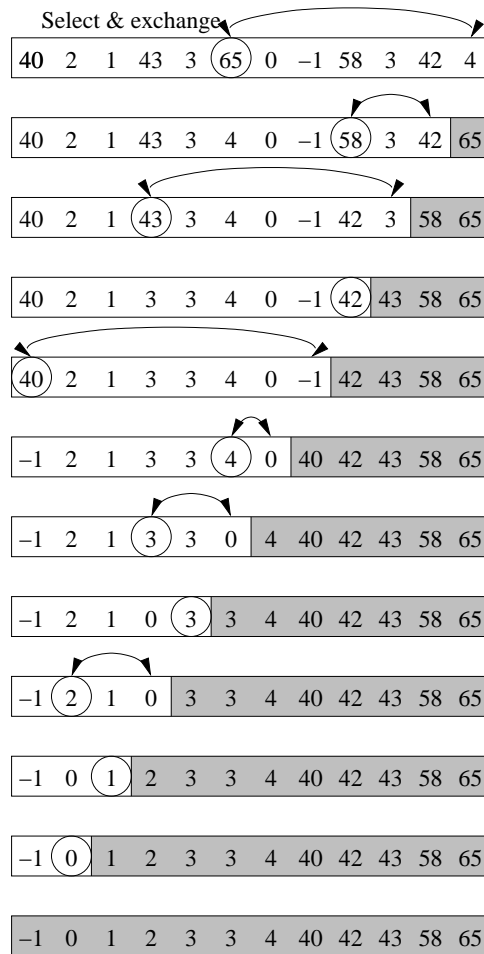 Select & exchange
40 2 1 43 3 65 0 –1 58 3 42 4
40 2 1 43 3 4 0 –1 58 3 42 65
40 2 1 43 3 4 0 –1 42 3 58 65
40 2 1 3 3 4 0 –1 42 43 58 65
40 2 1 3 3 4 0 –1 42 43 58 65
–1 2 1 3 3 4 0 40 42 43 58 65
–1 2 1 3 3 0 4 40 42 43 58 65
–1 2 1 0 3 3 4 40 42 43 58 65
–1 2 1 0 3 3 4 40 42 43 58 65
–1 0 1 2 3 3 4 40 42 43 58 65
–1 0 1 2 3 3 4 40 42 43 58 65
–1 0 1 2 3 3 4 40 42 43 58 65